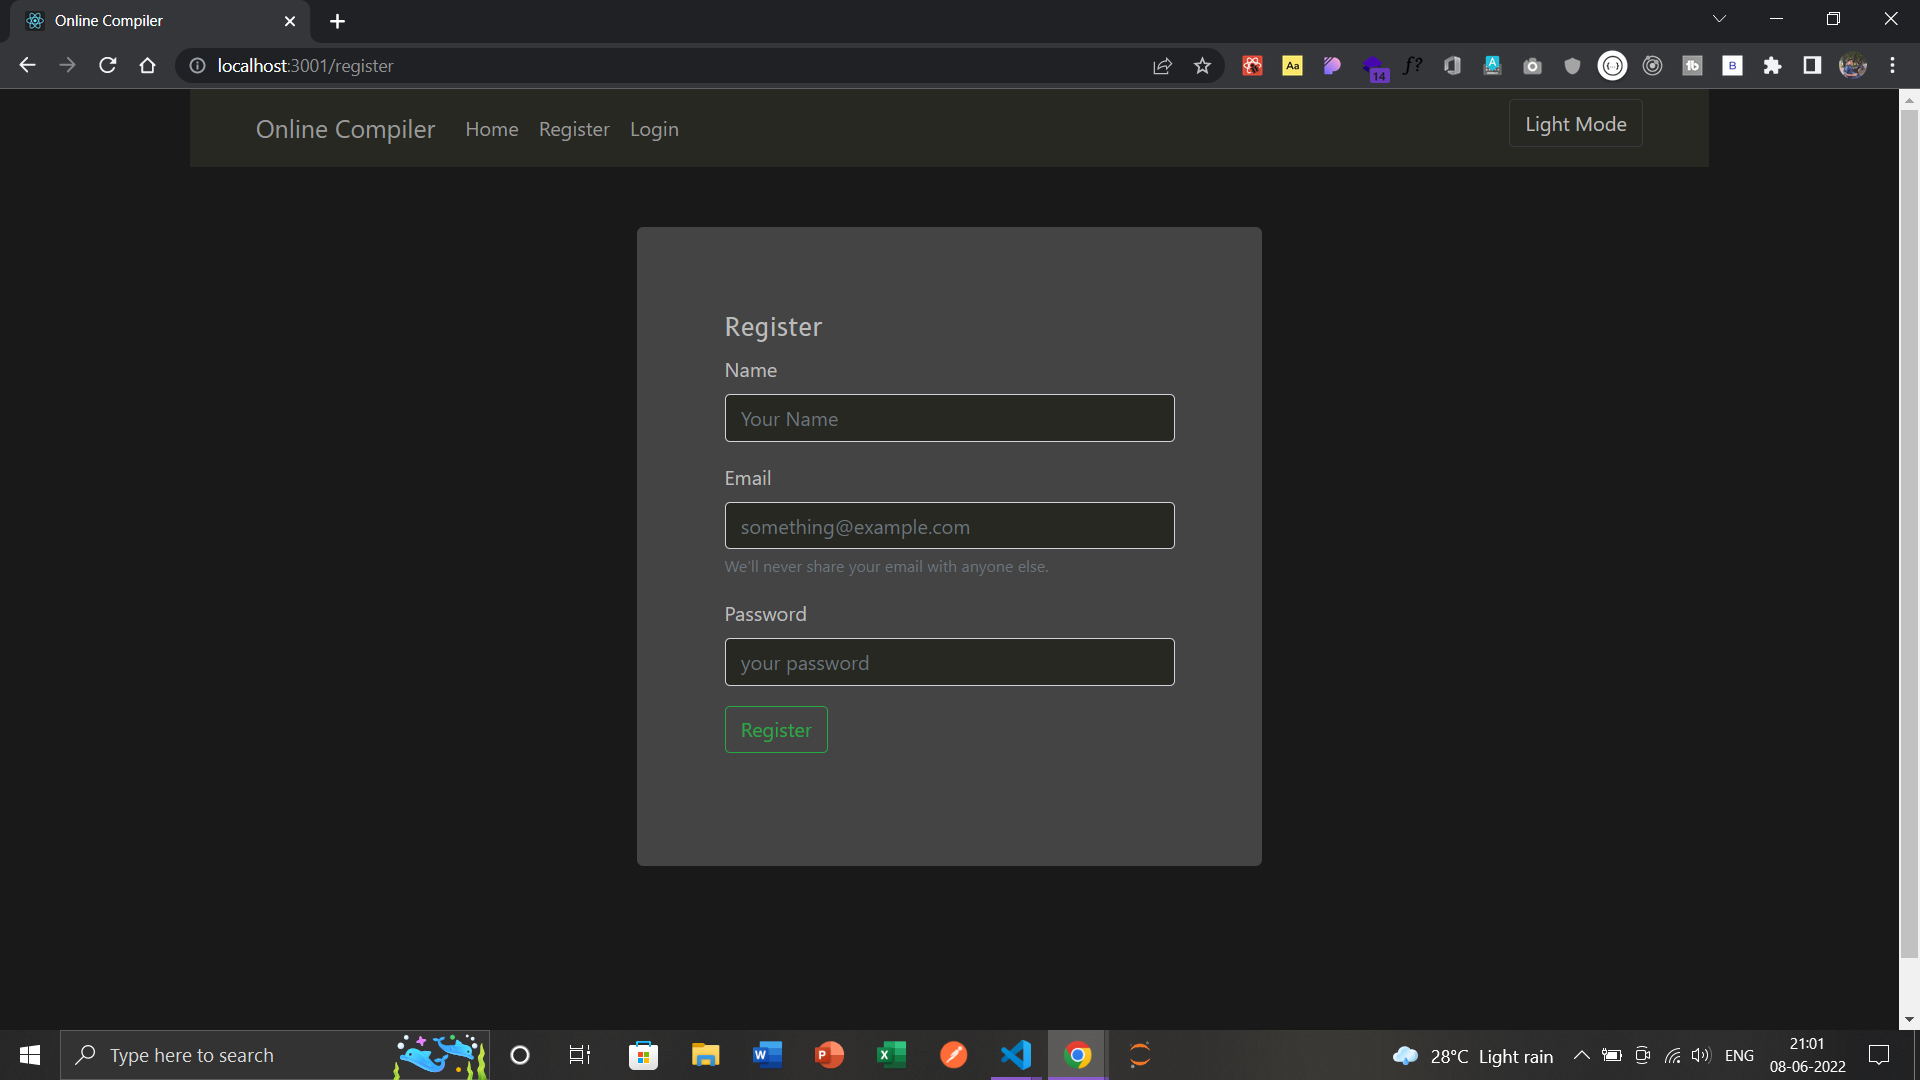 Online Compiler
localhost:3001/register
Aa
14
f?
A
B
Online Compiler Home Register Login
Light Mode
Register
Name
Your Name
Email
something@example.com
We'll never share your email with anyone else.
Password
your password
Register
Type here to search
28°C Light rain
ENG
21:01
08-06-2022